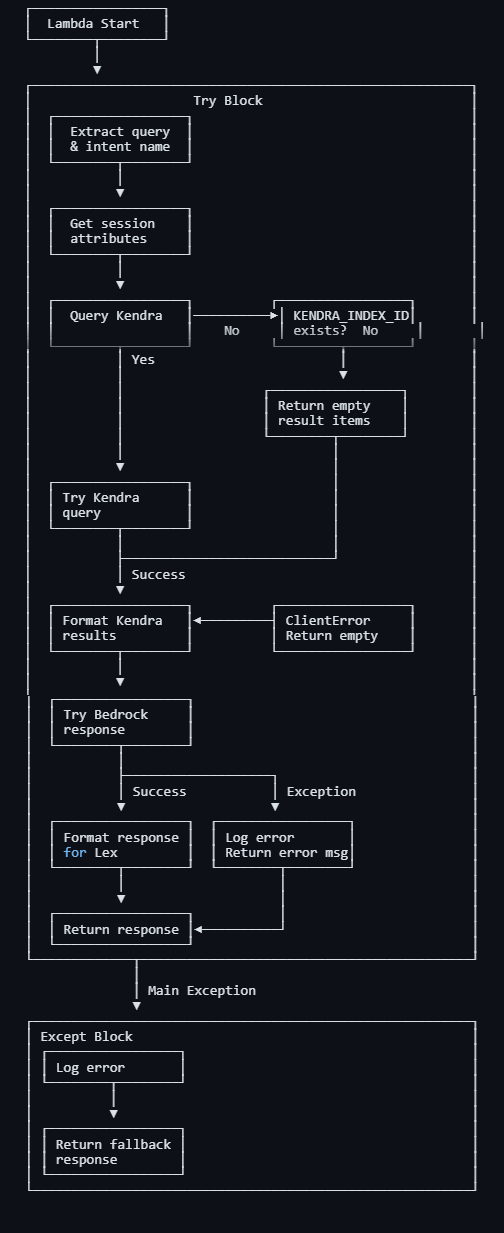 Lambda Start
Try Block
Extract query
& intent name
Get session
attributes
Query Kendra
No
KENDRA_INDEX_ID
exists? No
Yes
Return empty
result items
Try Kendra
query
Success
Format Kendra
results
ClientError
Return empty
Try Bedrock
response
Success
Exception
Format response
for Lex
Log error
Return error msg
Return response
Main Exception
Except Block
Log error
Return fallback
response